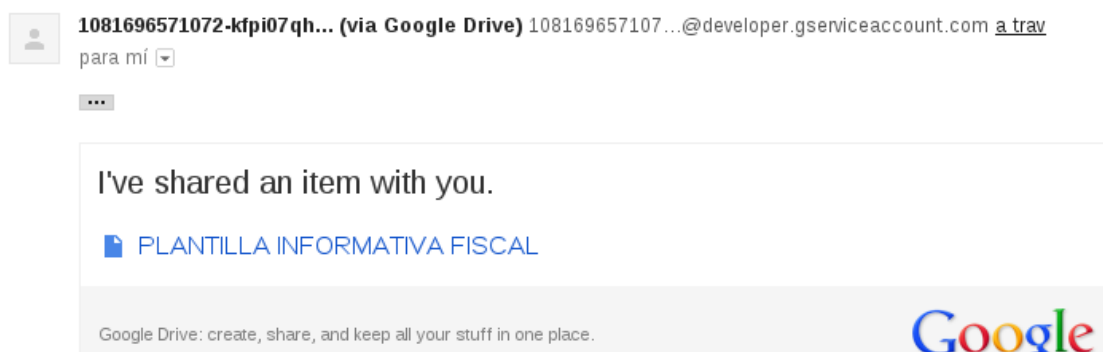 1081696571072-kfpi07qh... (via Google Drive) 108169657107...@developer.gserviceaccount.com a trav
para mí
...
I've shared an item with you.
PLANTILLA INFORMATIVA FISCAL
Google Drive: create, share, and keep all your stuff in one place.
Google